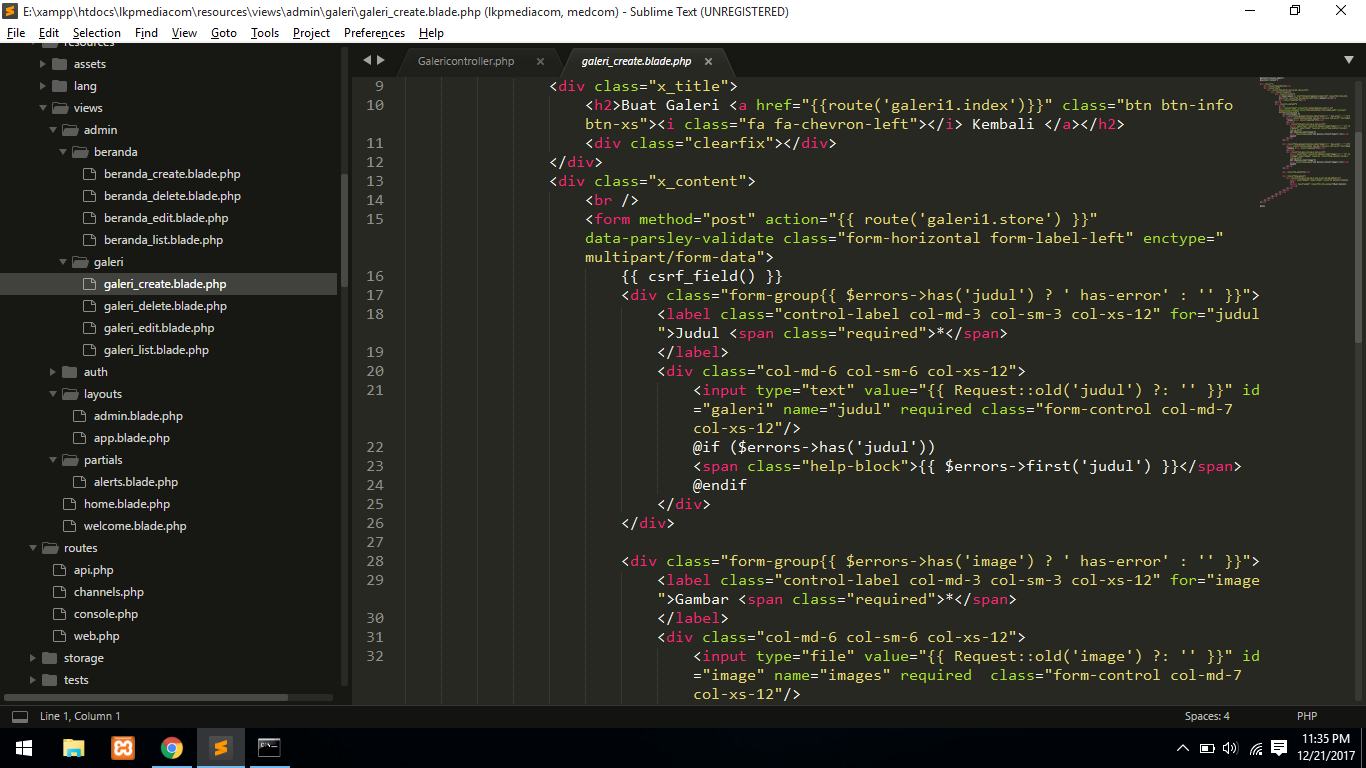 E:\xampp\htdocs\lkpmediacom\resources\views\admin\galeri\galeri_create.blade.php (lkpmediacom, medcom) - Sublime Text (UNREGISTERED)
File Edit Selection Find View Goto Tools Project Preferences Help
resources
assets
lang
views
admin
beranda
beranda_create.blade.php
beranda_delete.blade.php
beranda_edit.blade.php
beranda_list.blade.php
galeri
galeri_create.blade.php
galeri_delete.blade.php
galeri_edit.blade.php
galeri_list.blade.php
auth
layouts
admin.blade.php
app.blade.php
partials
alerts.blade.php
home.blade.php
welcome.blade.php
routes
api.php
channels.php
console.php
web.php
storage
tests
Galericontroller.php × galeri_create.blade.php ×
9 <div class="x_title">
10 <h2>Buat Galeri <a href="{{route('galeri1.index')}}" class="btn btn-info
btn-xs"><i class="fa fa-chevron-left"></i> Kembali </a></h2>
11 <div class="clearfix"></div>
12 </div>
13 <div class="x_content">
14 <br />
15 <form method="post" action="{{ route('galeri1.store') }}"
data-parsley-validate class="form-horizontal form-label-left" enctype="
multipart/form-data">
16 {{ csrf_field() }}
17 <div class="form-group{{ $errors->has('judul') ? ' has-error' : '' }}">
18 <label class="control-label col-md-3 col-sm-3 col-xs-12" for="judul
">Judul <span class="required">*</span>
19 </label>
20 <div class="col-md-6 col-sm-6 col-xs-12">
21 <input type="text" value="{{ Request::old('judul') ?: '' }}" id
="galeri" name="judul" required class="form-control col-md-7
col-xs-12"/>
22 @if ($errors->has('judul'))
23 <span class="help-block">{{ $errors->first('judul') }}</span>
24 @endif
25 </div>
26 </div>
27
28 <div class="form-group{{ $errors->has('image') ? ' has-error' : '' }}">
29 <label class="control-label col-md-3 col-sm-3 col-xs-12" for="image
">Gambar <span class="required">*</span>
30 </label>
31 <div class="col-md-6 col-sm-6 col-xs-12">
32 <input type="file" value="{{ Request::old('image') ?: '' }}" id
="image" name="images" required  class="form-control col-md-7
col-xs-12"/>
Line 1, Column 1 Spaces: 4 PHP
11:35 PM
12/21/2017